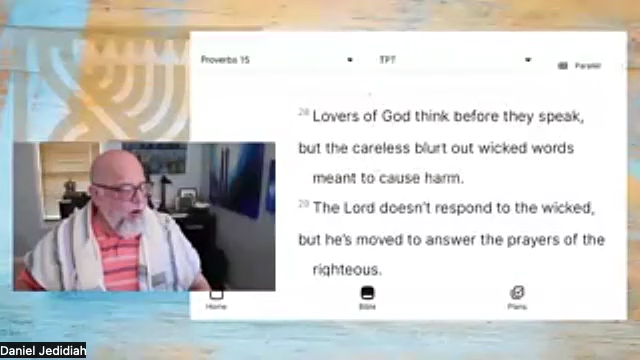 Proverbs 15
TPT
Parallel
28 Lovers of God think before they speak,
but the careless blurt out wicked words
meant to cause harm.
29 The Lord doesn't respond to the wicked,
but he's moved to answer the prayers of the
righteous.
Home
Bible
Plans
Daniel Jedidiah